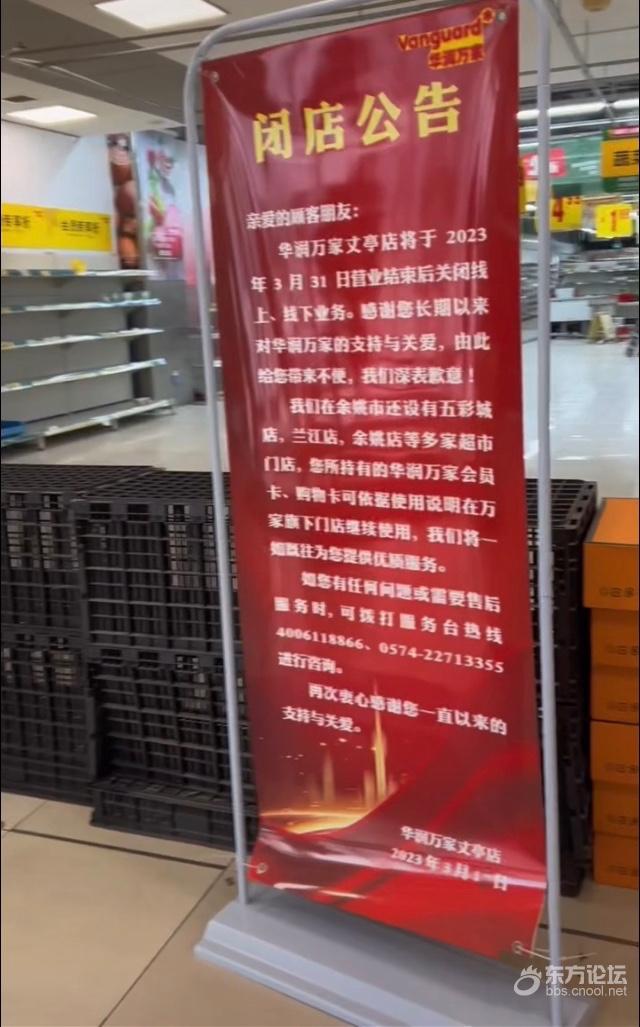 Vanguard
华润万家
闭店公告
亲爱的顾客朋友：
华润万家丈亭店将于 2023
年 3 月 31 日营业结束后关闭线
上、线下业务。感谢您长期以来
对华润万家的支持与关爱，由此
给您带来不便，我们深表歉意！
我们在余姚市还设有五彩城
店，兰江店，余姚店等多家超市
门店，您所持有的华润万家会员
卡、购物卡可依据使用说明在万
家旗下门店继续使用，我们将一
如既往为您提供优质服务。
如您有任何问题或需要售后
服务时，可拨打服务台热线
4006118866、0574-22713355
进行咨询。
再次衷心感谢您一直以来的
支持与关爱。
华润万家丈亭店
2023 年 3 月 1 日
东方论坛
bbs.cnool.net